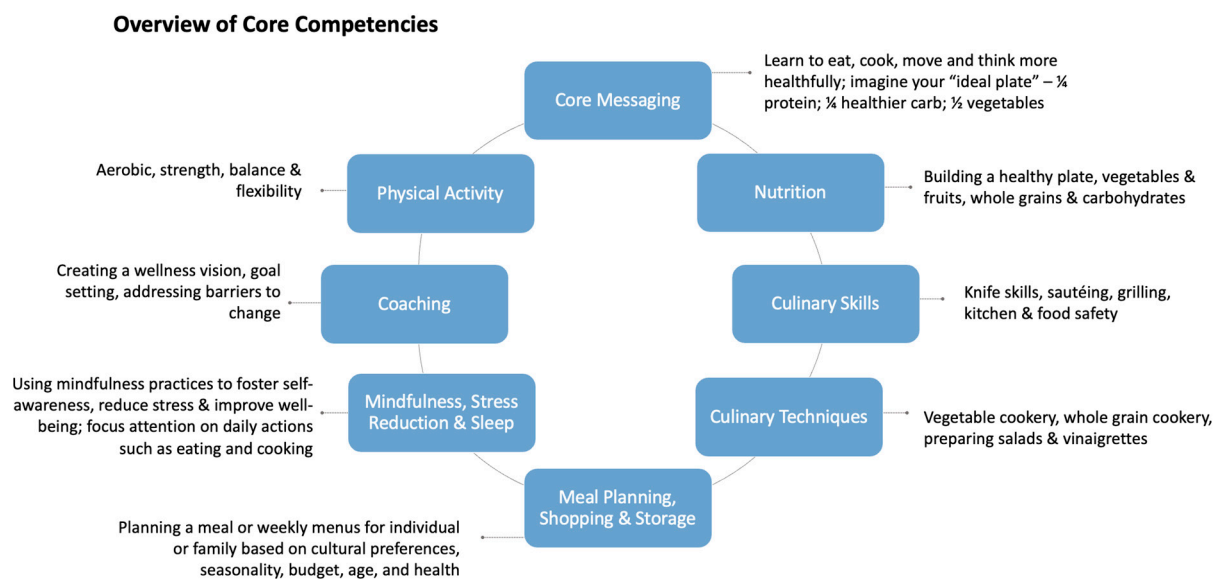 Overview of Core Competencies
Core Messaging
Learn to eat, cook, move and think more
healthfully; imagine your “ideal plate” – ¼
protein; ¼ healthier carb; ½ vegetables
Nutrition
Building a healthy plate, vegetables &
fruits, whole grains & carbohydrates
Culinary Skills
Knife skills, sautéing, grilling,
kitchen & food safety
Culinary Techniques
Vegetable cookery, whole grain cookery,
preparing salads & vinaigrettes
Meal Planning,
Shopping & Storage
Planning a meal or weekly menus for individual
or family based on cultural preferences,
seasonality, budget, age, and health
Mindfulness, Stress
Reduction & Sleep
Using mindfulness practices to foster self-
awareness, reduce stress & improve well-
being; focus attention on daily actions
such as eating and cooking
Coaching
Creating a wellness vision, goal
setting, addressing barriers to
change
Physical Activity
Aerobic, strength, balance &
flexibility